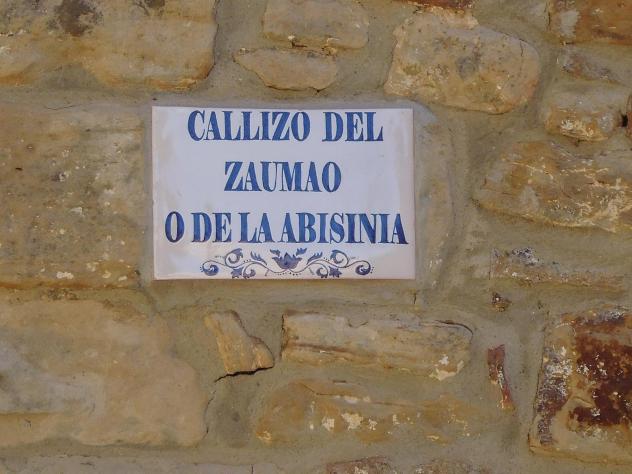 CALLIZO DEL
ZAUMAO
O DE LA ABISINIA